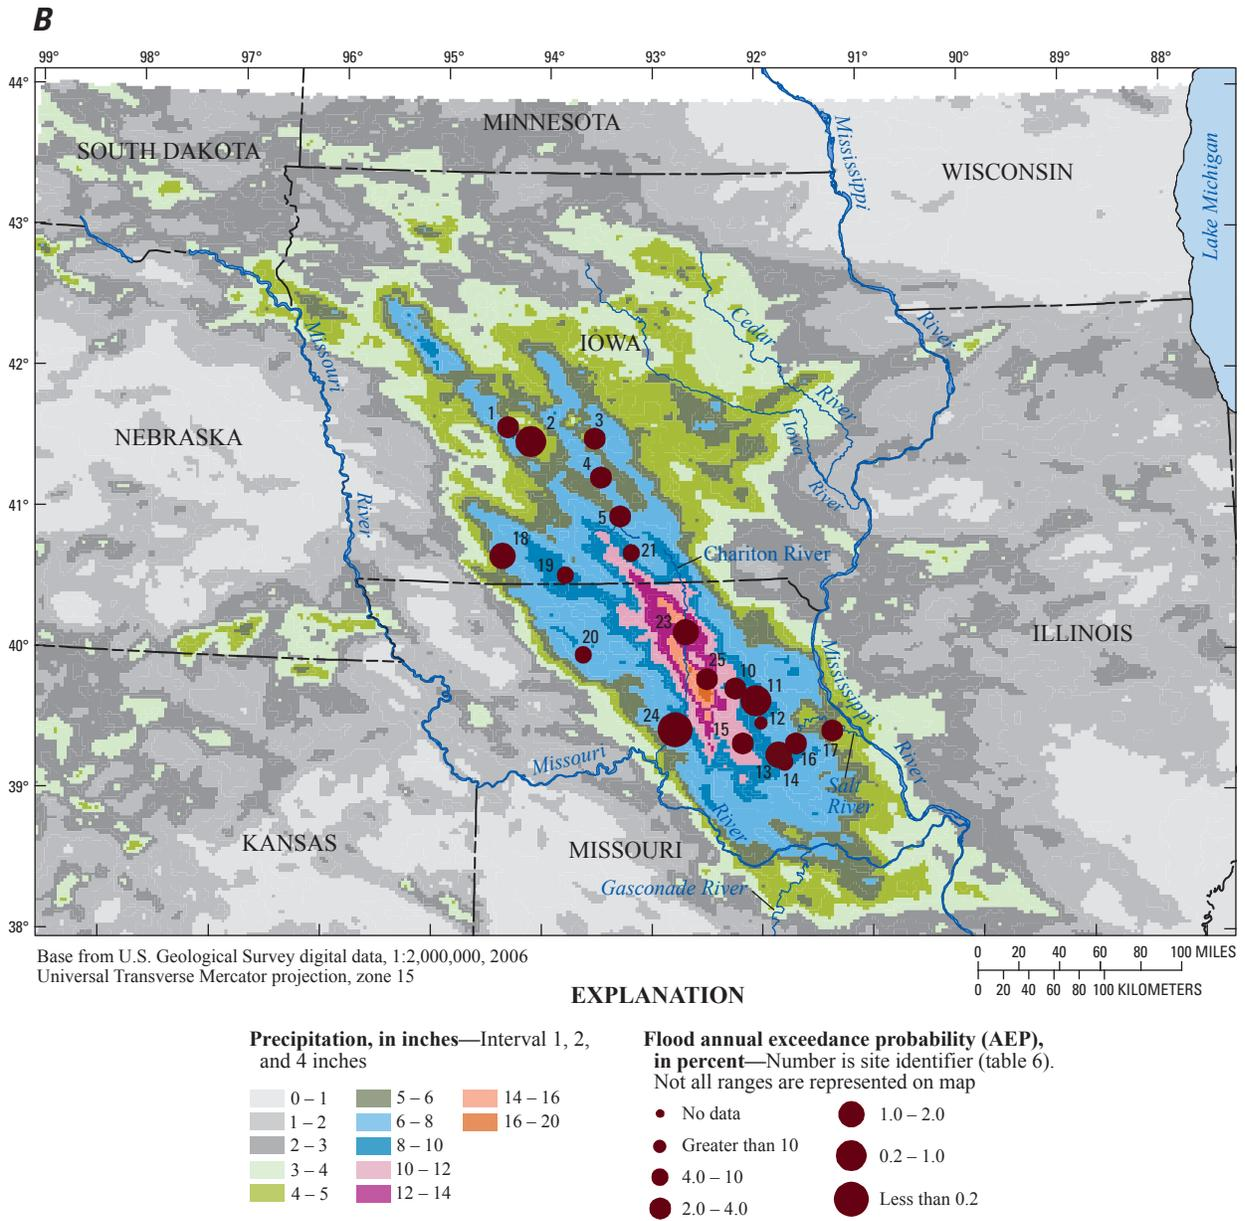 B
99° 98° 97° 96° 95° 94° 93° 92° 91° 90° 89° 88°
44°
MINNESOTA
SOUTH DAKOTA
WISCONSIN
Mississippi
Lake Michigan
43°
Missouri
IOWA
Cedar
River
42°
River
NEBRASKA
1
2
3
4
Iowa
River
41°
River
5
18
19
21
Chariton River
40°
ILLINOIS
23
20
25
10
11
Mississippi
24
15
12
17
16
13
14
River
Missouri
Salt
River
39°
River
KANSAS
MISSOURI
Gasconade River
38°
Base from U.S. Geological Survey digital data, 1:2,000,000, 2006
Universal Transverse Mercator projection, zone 15
0 20 40 60 80 100 MILES
0 20 40 60 80 100 KILOMETERS
EXPLANATION
Precipitation, in inches—Interval 1, 2,
and 4 inches
0 – 1
1 – 2
2 – 3
3 – 4
4 – 5
5 – 6
6 – 8
8 – 10
10 – 12
12 – 14
14 – 16
16 – 20
Flood annual exceedance probability (AEP),
in percent—Number is site identifier (table 6).
Not all ranges are represented on map
No data
Greater than 10
4.0 – 10
2.0 – 4.0
1.0 – 2.0
0.2 – 1.0
Less than 0.2